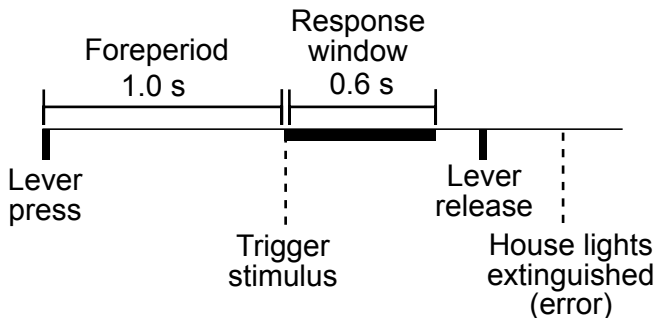 Foreperiod
1.0 s
Response
window
0.6 s
Lever
press
Trigger
stimulus
Lever
release
House lights
extinguished
(error)